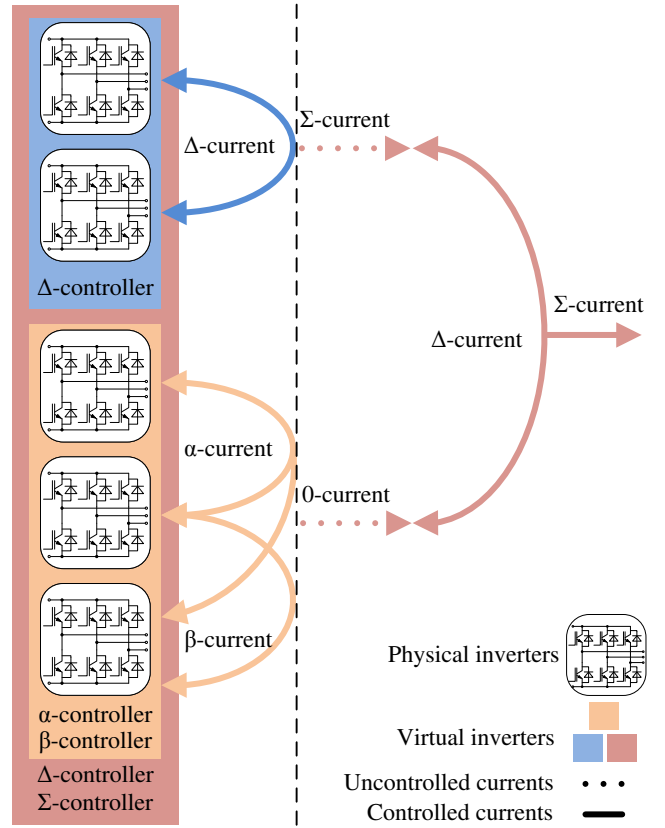 Σ-current
Δ-current
Δ-controller
Σ-current
Δ-current
α-current
0-current
β-current
Physical inverters
α-controller
β-controller
Virtual inverters
Δ-controller
Σ-controller
Uncontrolled currents
Controlled currents